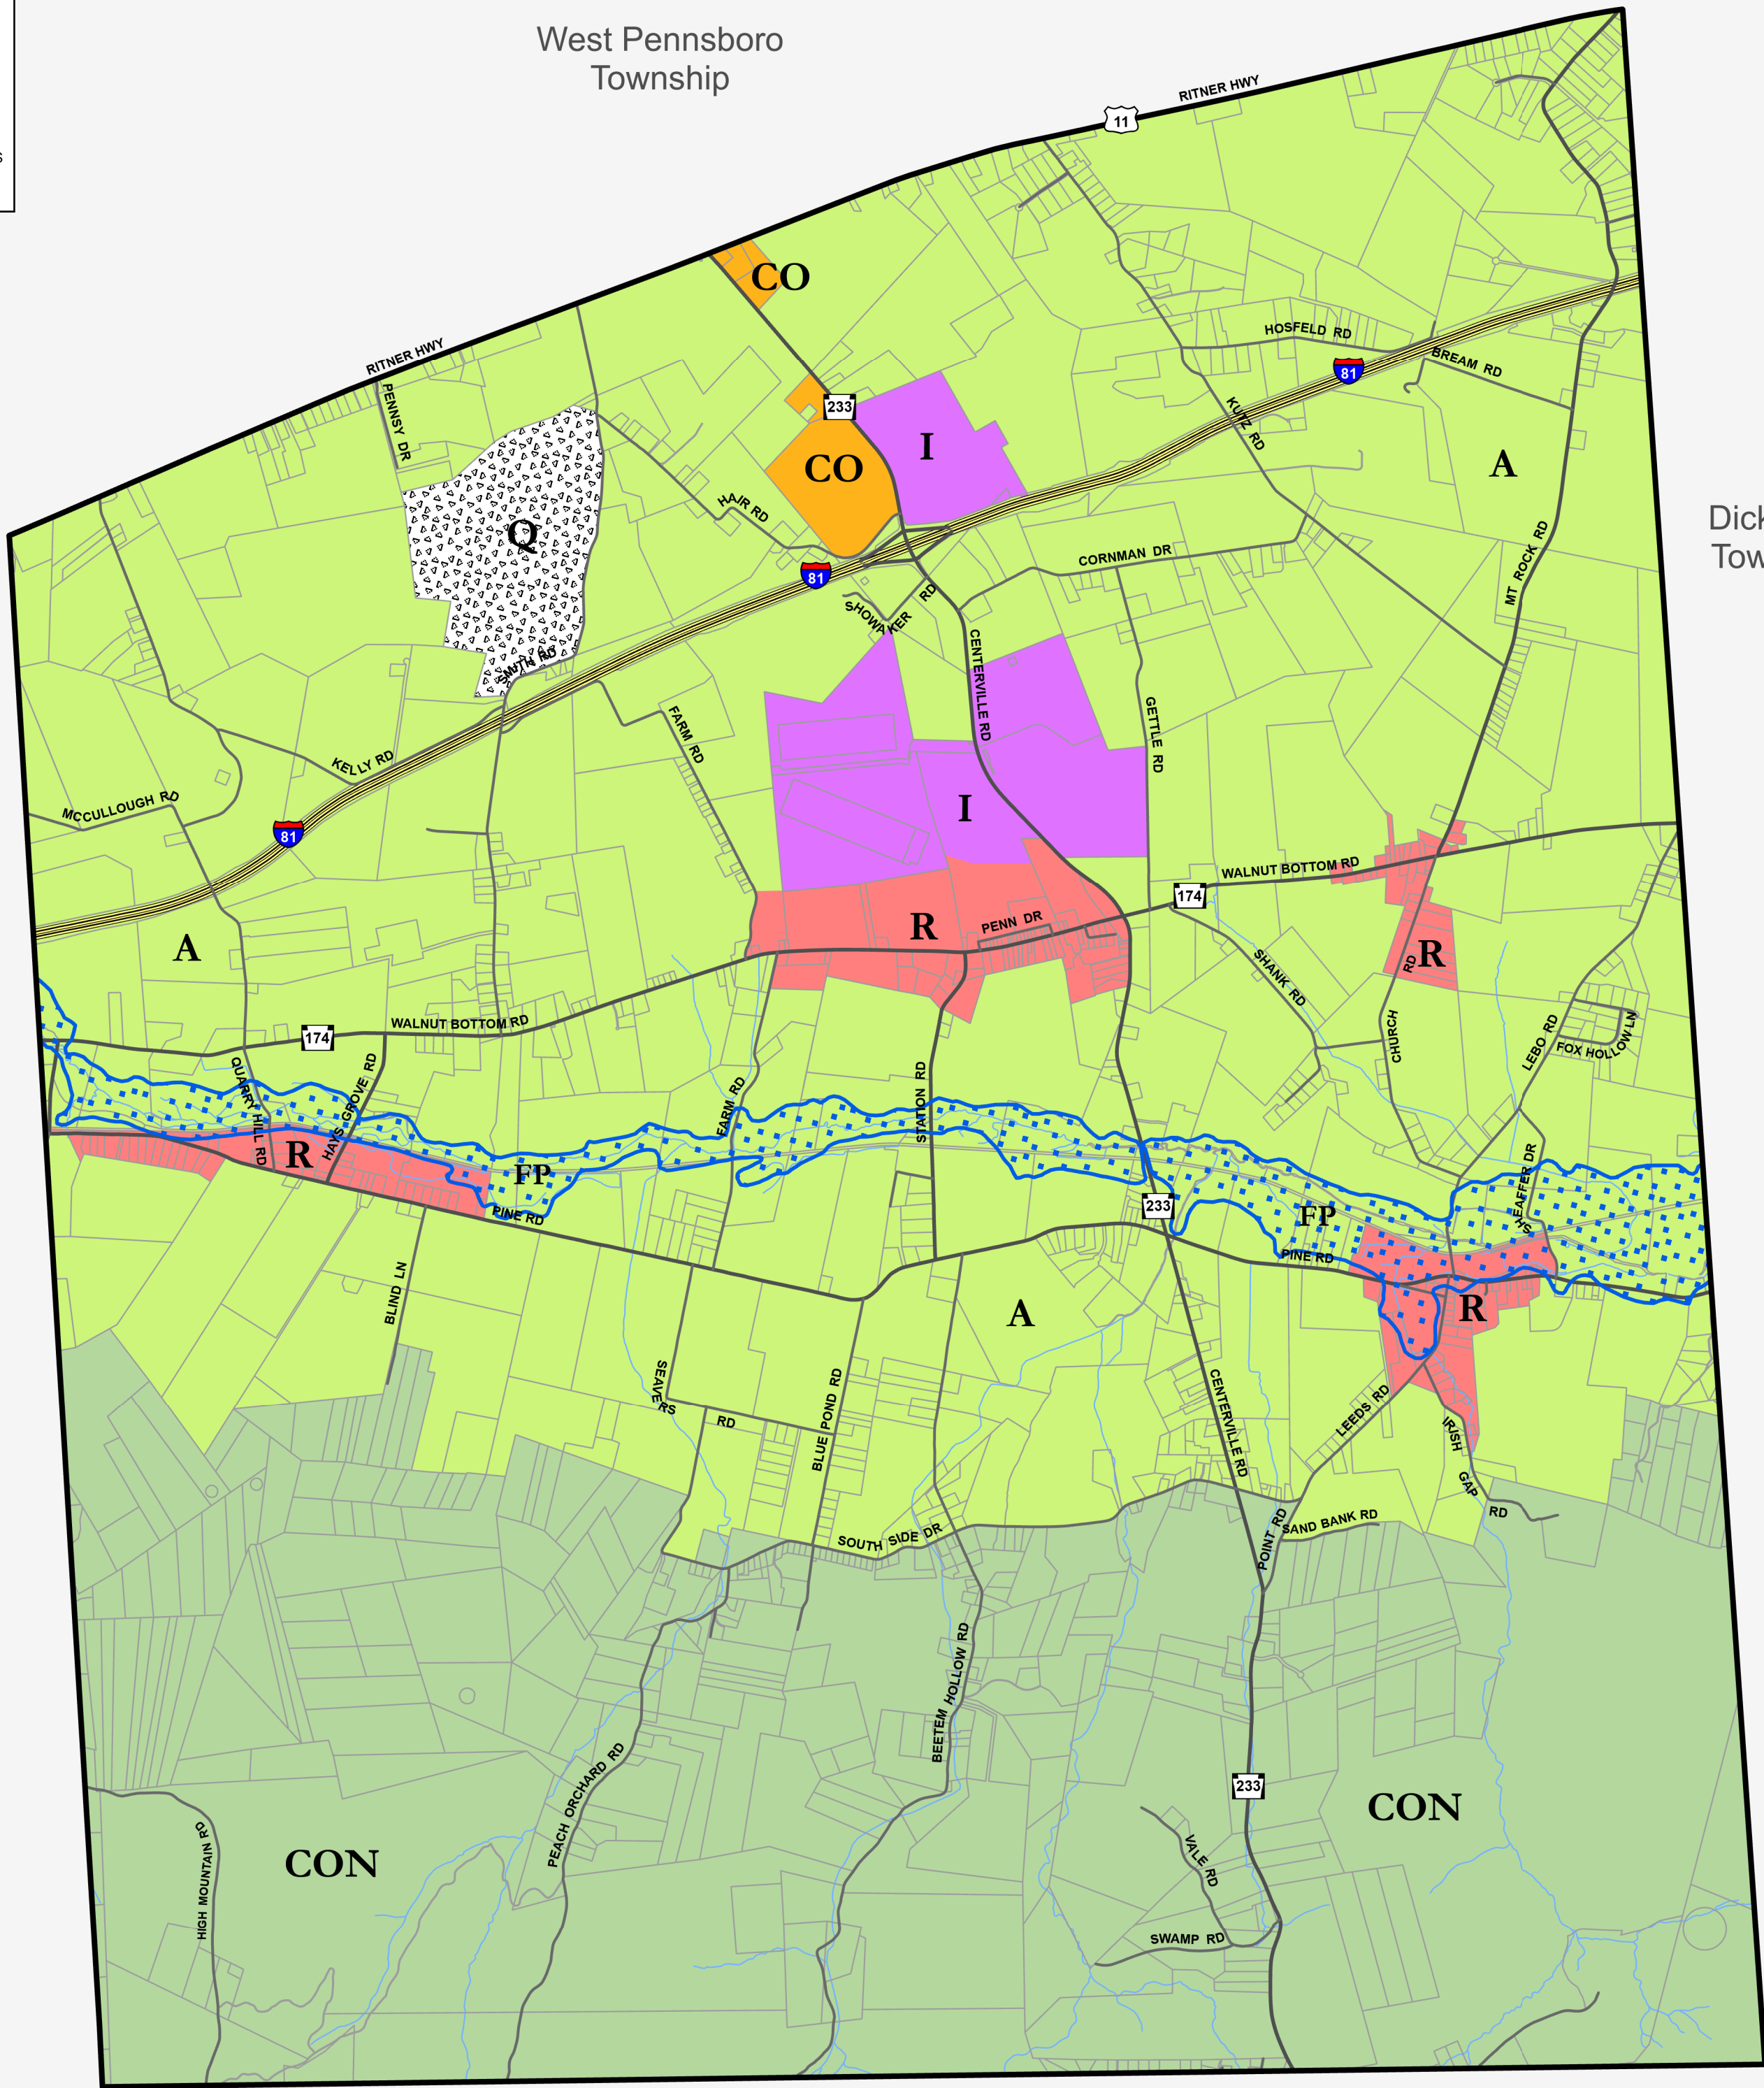 West Pennsboro
Township
RITNER HWY
11
CO
RITNER HWY
HOSFELD RD
BREAM RD
81
PENNSY DR
233
I
KUTZ RD
A
CO
HAIR RD
Q
MT ROCK RD
CORNMAN DR
81
SHOWAKER RD
SMITH RD
CENTERVILLE RD
FARM RD
GETTLE RD
KELLY RD
MCCULLOUGH RD
I
81
WALNUT BOTTOM RD
174
R
PENN DR
A
R
RD
SHANK RD
WALNUT BOTTOM RD
174
CHURCH
LEBO RD
FOX HOLLOW LN
QUARRY HILL RD
HAYS GROVE RD
FARM RD
STATION RD
R
FP
SHEAFFER DR
233
FP
PINE RD
PINE RD
BLIND LN
A
R
SEAVERS RD
BLUE POND RD
CENTERVILLE RD
LEEDS RD
IRISH GAP RD
SOUTH SIDE DR
POINT RD
SAND BANK RD
BEETEM HOLLOW RD
PEACH ORCHARD RD
233
CON
CON
HIGH MOUNTAIN RD
VALE RD
SWAMP RD